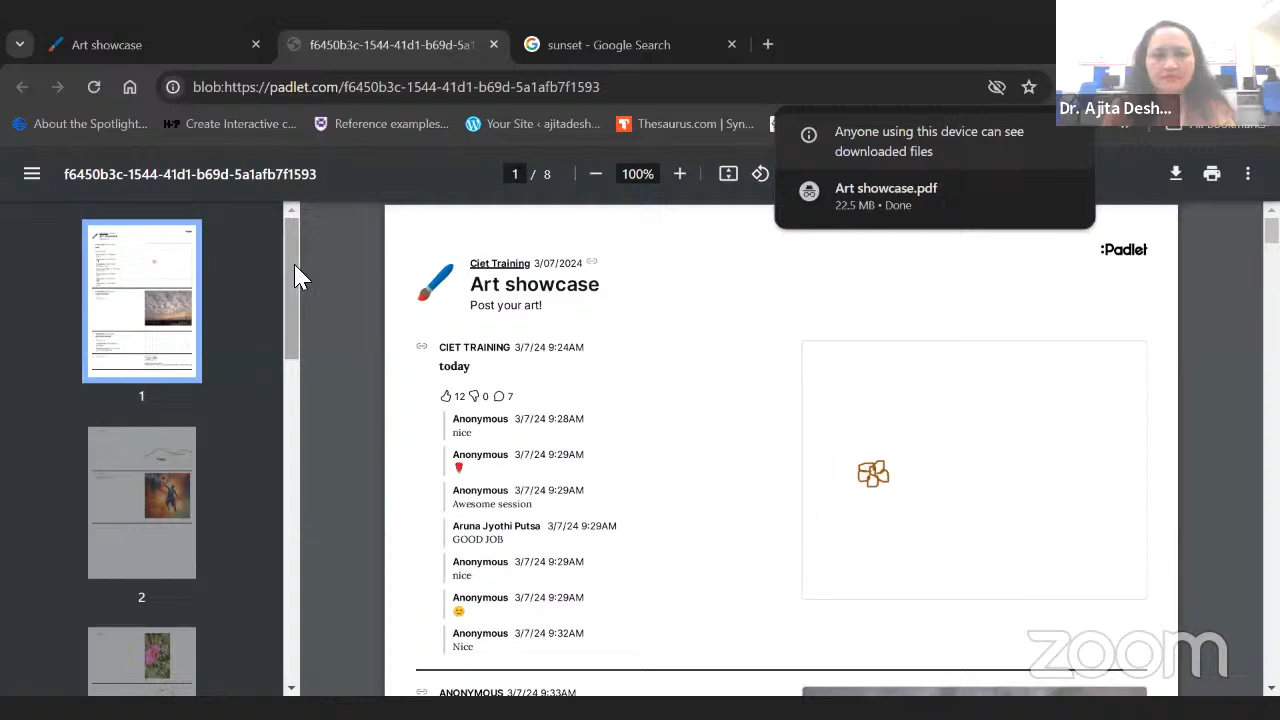 Art showcase
f6450b3c-1544-41d1-b69d-5a1
sunset - Google Search
blob:https://padlet.com/f6450b3c-1544-41d1-b69d-5a1afb7f1593
Dr. Ajita Desh...
About the Spotlight...
H-P Create Interactive c...
Reference examples...
Your Site ‹ ajitadesh...
Thesaurus.com | Syn...
Anyone using this device can see
downloaded files
Art showcase.pdf
22.5 MB • Done
f6450b3c-1544-41d1-b69d-5a1afb7f1593
1 / 8
100%
:Padlet
Ciet Training 3/07/2024
Art showcase
Post your art!
CIET TRAINING 3/7/24 9:24AM
today
12 0 7
Anonymous 3/7/24 9:28AM
nice
Anonymous 3/7/24 9:29AM
🌹
Anonymous 3/7/24 9:29AM
Awesome session
Aruna Jyothi Putsa 3/7/24 9:29AM
GOOD JOB
Anonymous 3/7/24 9:29AM
nice
Anonymous 3/7/24 9:29AM
😊
Anonymous 3/7/24 9:32AM
Nice
ANONYMOUS 3/7/24 9:33AM
1
2
zoom